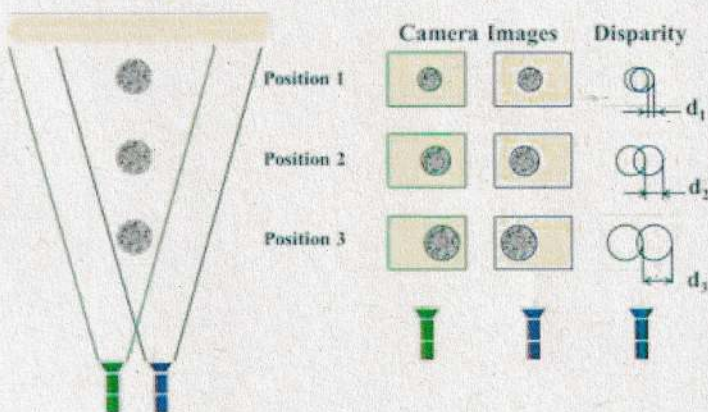 Camera Images Disparity
Position 1
d1
Position 2
d2
Position 3
d3